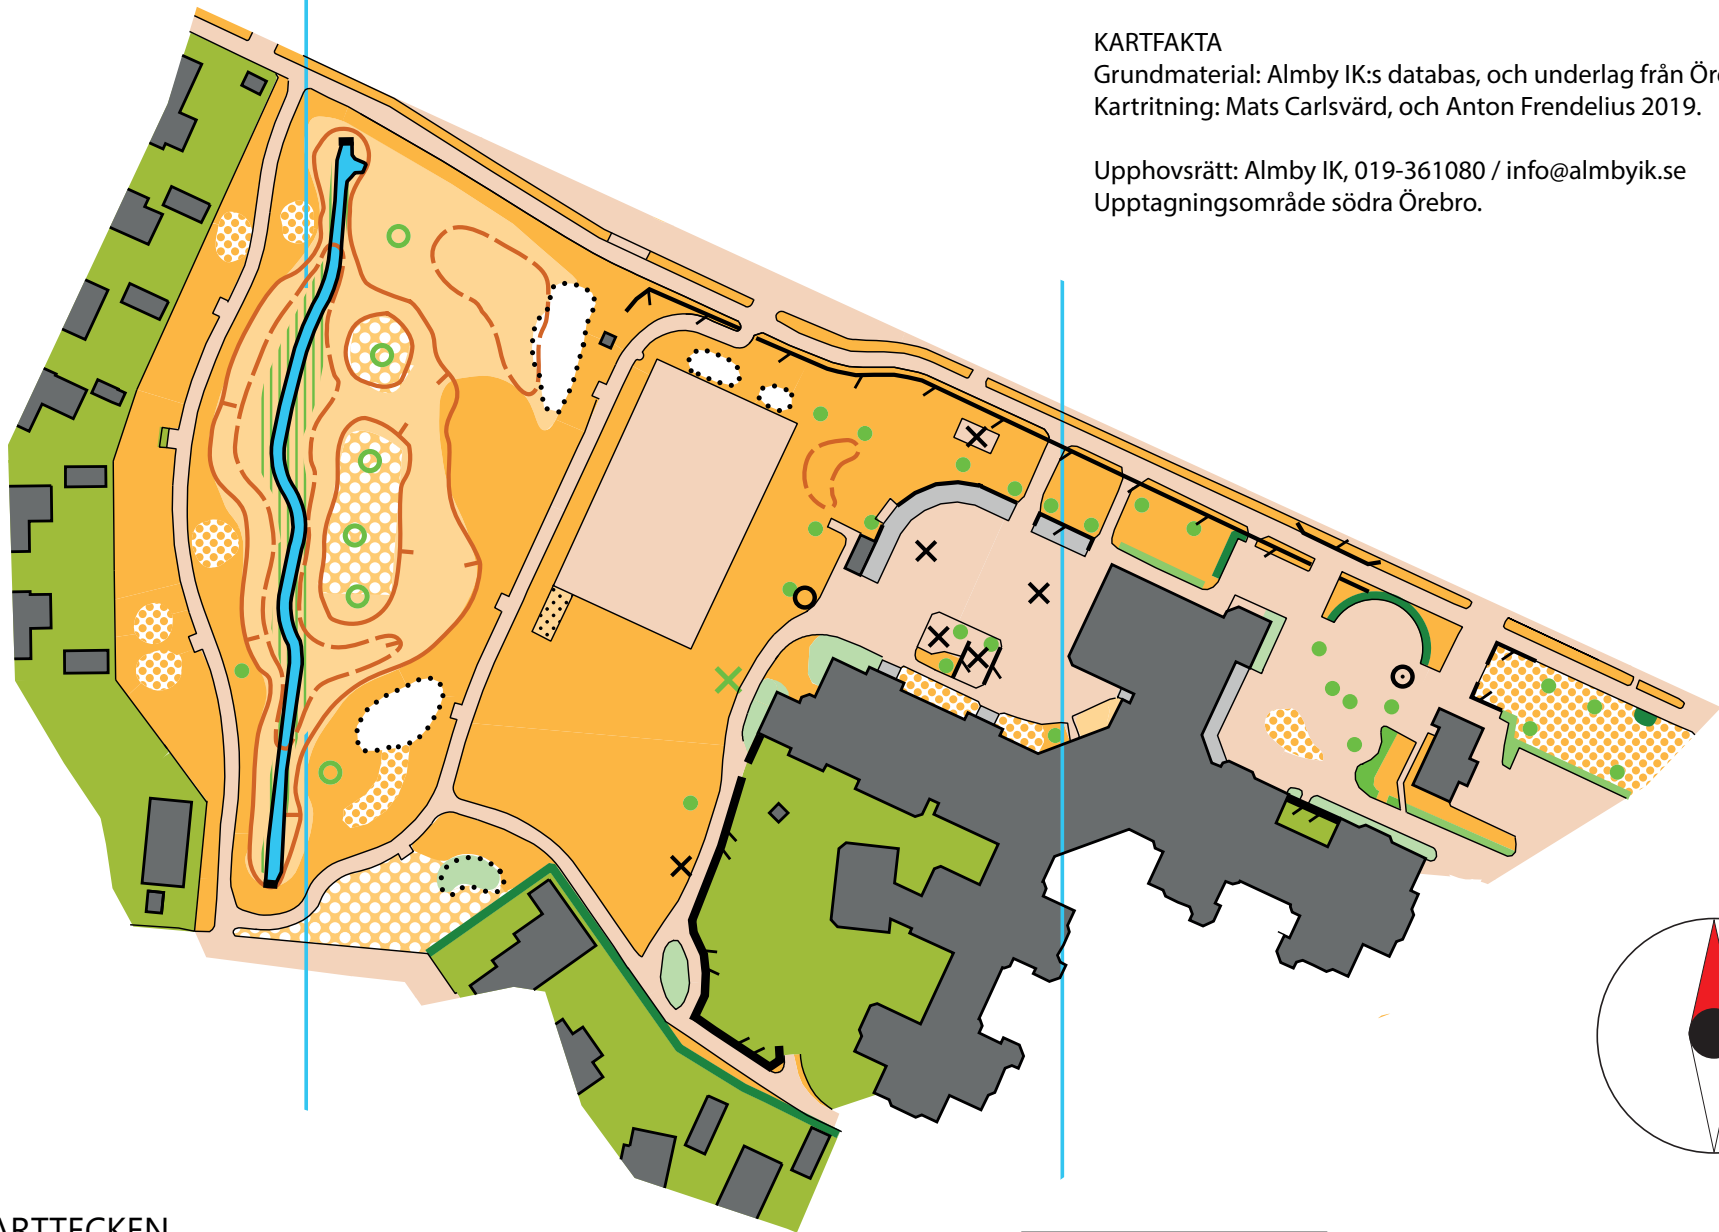 KARTFAKTA
Grundmaterial: Almby IK:s databas, och underlag från
Kartritning: Mats Carlsvärd, och Anton Frendelius 2019.
Upphovsrätt: Almby IK, 019-361080 / info@almbyik.se
Upptagningsområde södra Örebro.